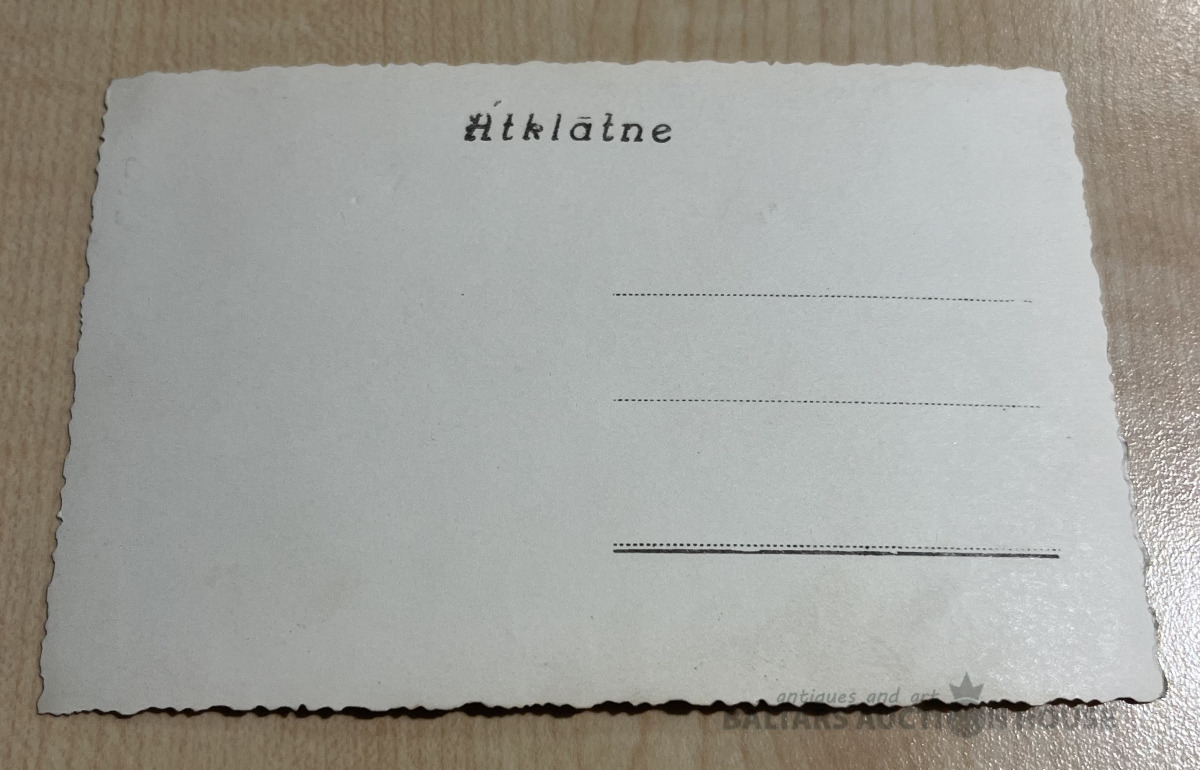 Atklātne
antiques and art
BALTARS AUCTION HOUSE